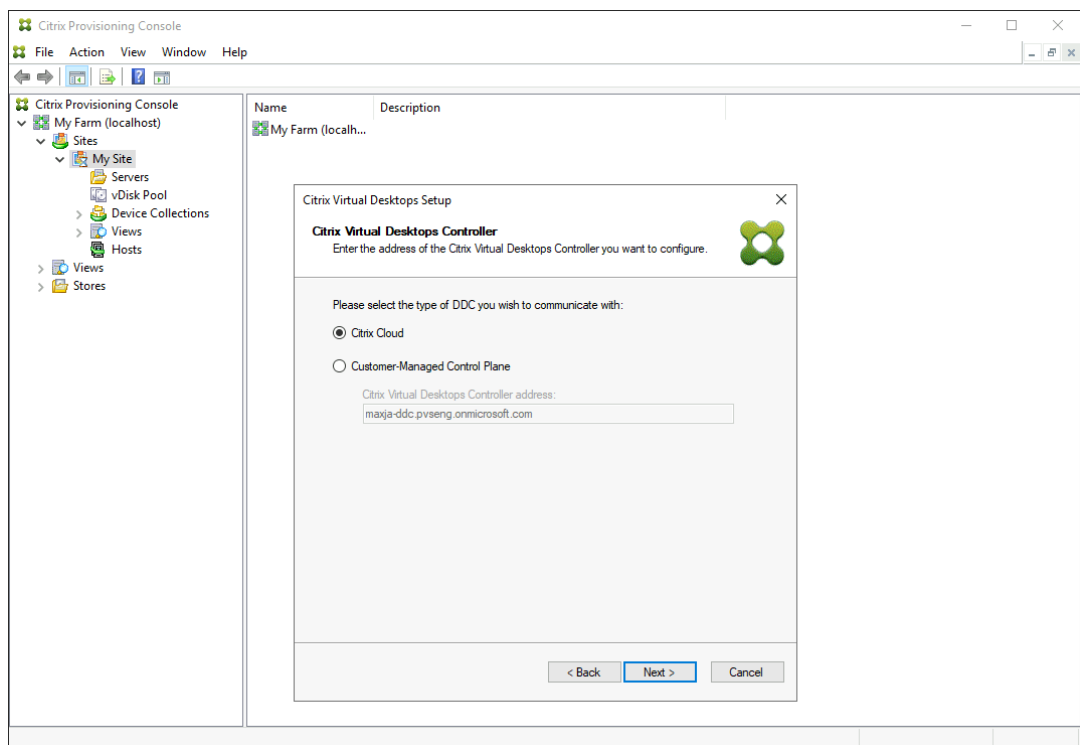 Citrix Provisioning Console
File Action View Window Help
Citrix Provisioning Console
My Farm (localhost)
Sites
My Site
Servers
vDisk Pool
Device Collections
Views
Hosts
Views
Stores
Name Description
My Farm (localh...
Citrix Virtual Desktops Setup
Citrix Virtual Desktops Controller
Enter the address of the Citrix Virtual Desktops Controller you want to configure.
Please select the type of DDC you wish to communicate with:
Citrix Cloud
Customer-Managed Control Plane
Citrix Virtual Desktops Controller address:
maxja-ddc.pvseng.onmicrosoft.com
< Back Next > Cancel